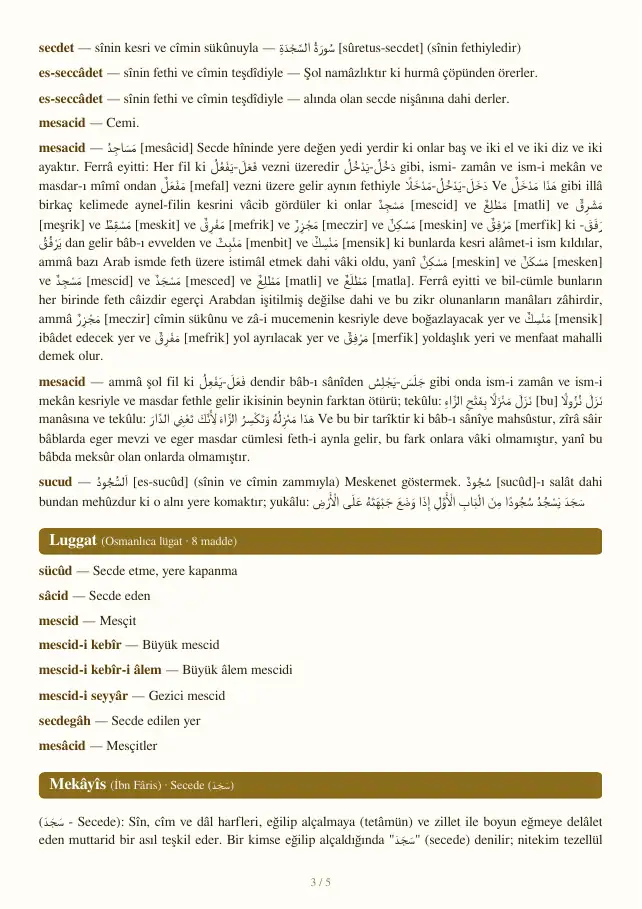 secdet — sînin kesri ve cîmin sükûnuyla — سُورَةُ السَّجْدَةِ [sûretus-secdet] (sînin fethiyledir)
es-seccâdet — sînin fethi ve cîmin teşdîdiyle — Şol namâzlıktır ki hurmâ çöpünden örerler.
es-seccâdet — sînin fethi ve cîmin teşdîdiyle — alında olan secde nişânına dahi derler.
mesacid — Cemi.
mesacid — مَسَاجِدُ [mesâcid] Secde hîninde yere değen yedi yerdir ki onlar baş ve iki el ve iki diz ve iki
ayaktır. Ferrâ eyitti: Her fiil ki فَعَلَ-يَفْعُلُ vezni üzeredir دَخُلُ-يَدْخُلُ gibi, ismi- zamân ve ism-i mekân ve
masdar-ı mîmî ondan مَفْعَلٌ [mefal] vezni üzere gelir aynın fethiyle دَخَلَ-يَدْخُلُ-مَدْخَلًا Ve هَذَا مَدْخَلٌ gibi illâ
birkaç kelimede aynel-filin kesrini vâcib gördüler ki onlar مَسْجِدٌ [mescid] ve مَطْلِعٌ [matli] ve مَشْرِقٌ
[meşrik] ve مَسْقِطٌ [meskit] ve مَفْرِقٌ [mefrik] ve مَجْزِرٌ [meczir] ve مَسْكِنٌ [meskin] ve مَرْفِقٌ [merfik] ki رَفَقَ-
يَرْفُقُ dan gelir bâb-ı evvelden ve مَنْبِتٌ [menbit] ve مَنْسِكٌ [mensik] ki bunlarda kesri alâmet-i ism kıldılar,
ammâ bazı Arab ismde feth üzere istimâl etmek dahi vâki oldu, yanî مَسْكِنٌ [meskin] ve مَسْكَنٌ [mesken]
ve مَسْجِدٌ [mescid] ve مَسْجَدٌ [mesced] ve مَطْلِعٌ [matli] ve مَطْلَعٌ [matla]. Ferrâ eyitti ve bil-cümle bunların
her birinde feth câizdir egerçi Arabdan işitilmiş değilse dahi ve bu zikr olunanların manâları zâhirdir,
ammâ مَجْزِرٌ [meczir] cîmin sükûnu ve zâ-i mucemenin kesriyle deve boğazlayacak yer ve مَنْسِكٌ [mensik]
ibâdet edecek yer ve مَفْرِقٌ [mefrik] yol ayrılacak yer ve مَرْفِقٌ [merfik] yoldaşlık yeri ve menfaat mahalli
demek olur.
mesacid — ammâ şol fil ki فَعَلَ-يَفْعِلُ dendir bâb-ı sânîden جَلَسَ-يَجْلِسُ gibi onda ism-i zamân ve ism-i
mekân kesriyle ve masdar fethle gelir ikisinin beynin farktan ötürü; tekûlu: نَزَلَ مَنْزَلًا بِفَتْحِ الزَّاءِ [bu] نَزَلَ نُزُولًا
manâsına ve tekûlu: هَذَا مَنْزِلُهُ وَتَكْسِرُ الزَّاءَ لِأَنَّكَ تَعْنِي الدَّارَ Ve bu bir tarîktir ki bâb-ı sânîye mahsûstur, zîrâ sâir
bâblarda eger mevzi ve eger masdar cümlesi feth-i aynla gelir, bu fark onlara vâki olmamıştır, yanî bu
bâbda meksûr olan onlarda olmamıştır.
sucud — اَلسُّجُودُ [es-sucûd] (sînin ve cîmin zammıyla) Meskenet göstermek. سُجُودٌ [sucûd]-ı salât dahi
bundan mehûzdur ki o alnı yere komaktır; yukâlu: سَجَدَ يَسْجُدُ سُجُودًا مِنَ الْبَابِ الْأَوَّلِ إِذَا وَضَعَ جَبْهَتَهُ عَلَى الْأَرْضِ
Luggat (Osmanlıca lügat · 8 madde)
sücûd — Secde etme, yere kapanma
sâcid — Secde eden
mescid — Mesçit
mescid-i kebîr — Büyük mescid
mescid-i kebîr-i âlem — Büyük âlem mescidi
mescid-i seyyâr — Gezici mescid
secdegâh — Secde edilen yer
mesâcid — Mesçitler
Mekâyîs (İbn Fâris) · Secede (سَجَدَ)
(سَجَدَ - Secede): Sîn, cîm ve dâl harfleri, eğilip alçalmaya (tetâmün) ve zillet ile boyun eğmeye delâlet
eden muttarid bir asıl teşkil eder. Bir kimse eğilip alçaldığında "سَجَدَ" (secede) denilir; nitekim tezellül
3 / 5